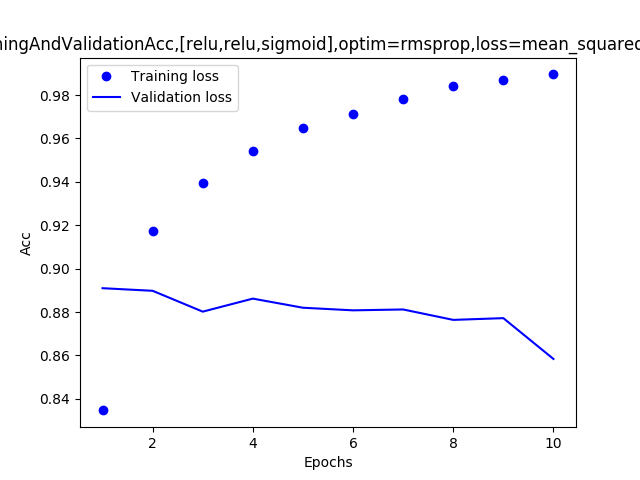 ningAndValidationAcc,[relu,relu,sigmoid],optim=rmsprop,loss=mean_squared
Training loss
Validation loss
0.98
0.96
0.94
0.92
0.90
0.88
0.86
0.84
Acc
2
4
6
8
10
Epochs